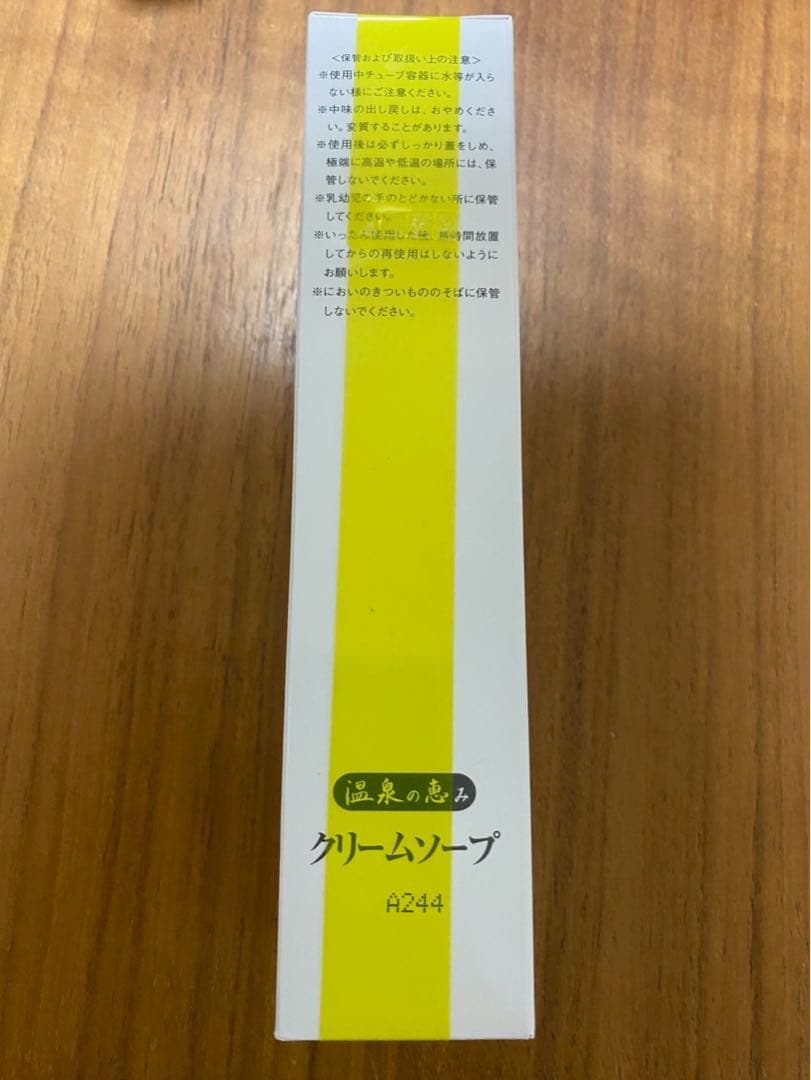 ＜保管および取扱い上の注意＞
※使用中チューブ容器に水等が入ら
ない様にご注意ください。
※中味の出し戻しは、おやめくださ
い。変質することがあります。
※使用後は必ずしっかり蓋をしめ、
極端に高温や低温の場所には、保
管しないでください。
※乳幼児の手のとどかない所に保管
してください。
※いったん使用した後、長時間放置
してからの再使用はしないように
お願いします。
※においのきついもののそばに保管
しないでください。
温泉の恵み
クリームソープ
A244